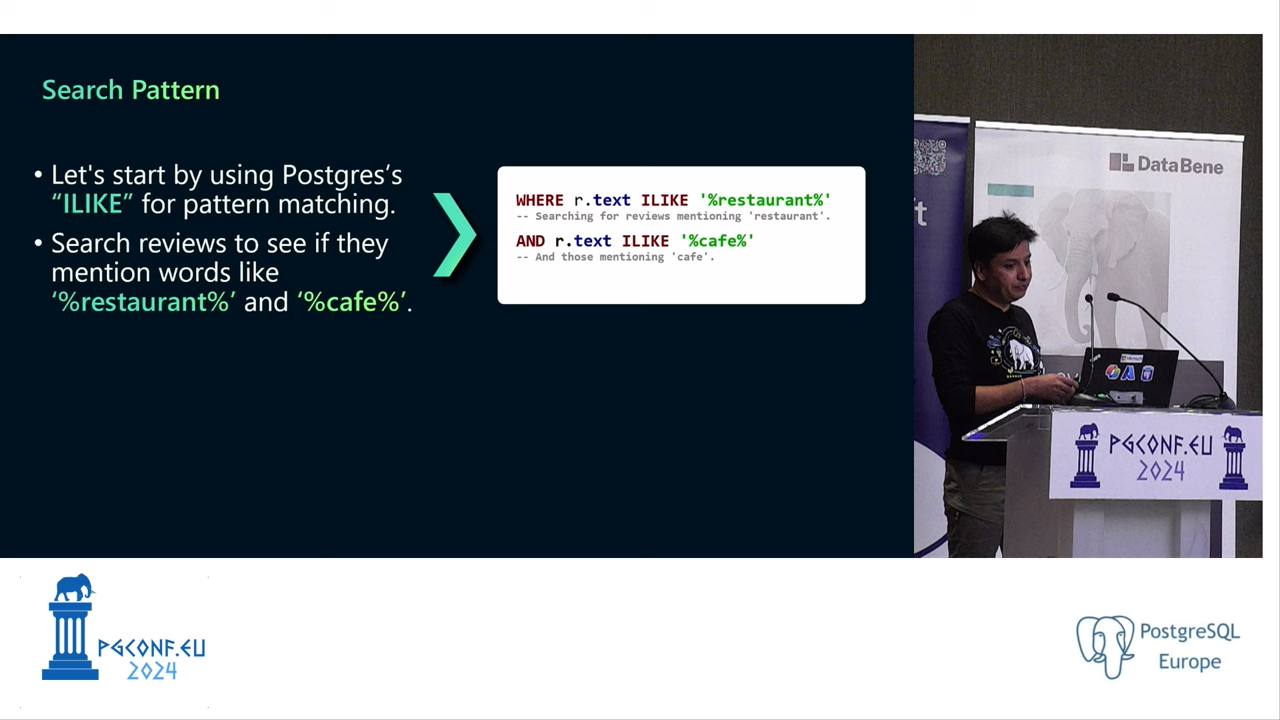 Search Pattern
• Let's start by using Postgres’s
“ILIKE” for pattern matching.
• Search reviews to see if they
mention words like
‘%restaurant%’ and ‘%cafe%’.
WHERE r.text ILIKE '%restaurant%'
-- Searching for reviews mentioning 'restaurant'.
AND r.text ILIKE '%cafe%'
-- And those mentioning 'cafe'.
DataBene
PGCONF.EU
2024
PGCONF.EU
2024
PostgreSQL
Europe